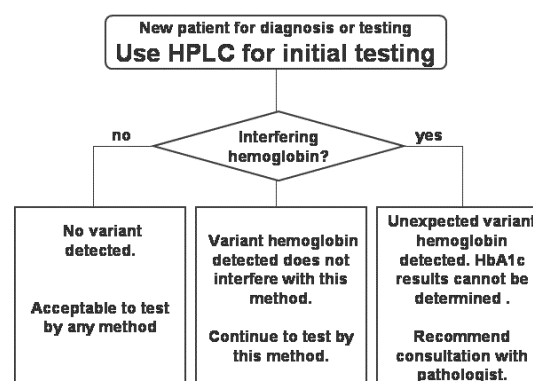 New patient for diagnosis or testing
Use HPLC for initial testing
no
Interfering
hemoglobin?
yes
No variant
detected.
Acceptable to test
by any method
Variant hemoglobin
detected does not
interfere with this
method.
Continue to test by
this method.
Unexpected variant
hemoglobin
detected. HbA1c
results cannot be
determined .
Recommend
consultation with
pathologist.